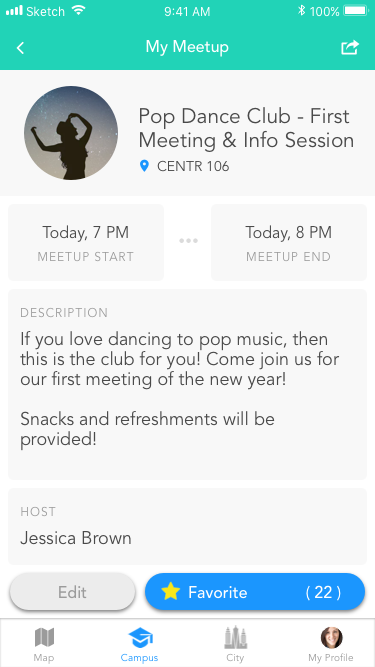 Sketch 9:41 AM 100%
My Meetup
Pop Dance Club - First
Meeting & Info Session
CENTR 106
Today, 7 PM
MEETUP START
Today, 8 PM
MEETUP END
DESCRIPTION
If you love dancing to pop music, then
this is the club for you! Come join us for
our first meeting of the new year!
Snacks and refreshments will be
provided!
HOST
Jessica Brown
Edit
Favorite ( 22 )
Map
Campus
City
My Profile